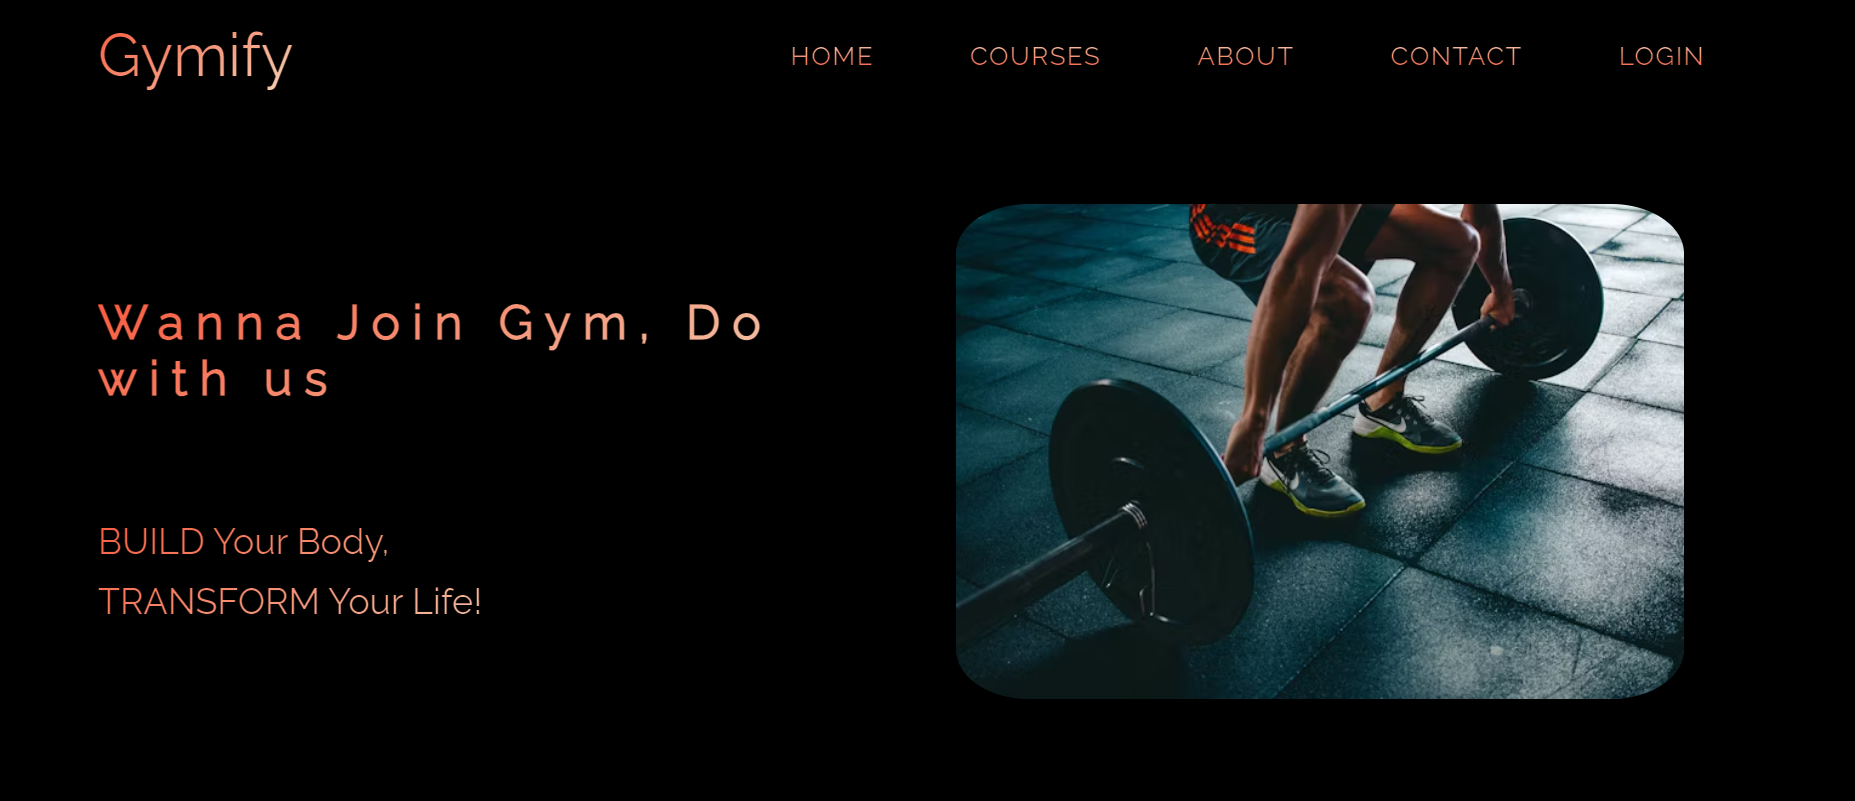 Gymify
HOME COURSES ABOUT CONTACT LOGIN
Wanna Join Gym, Do
with us
BUILD Your Body,
TRANSFORM Your Life!